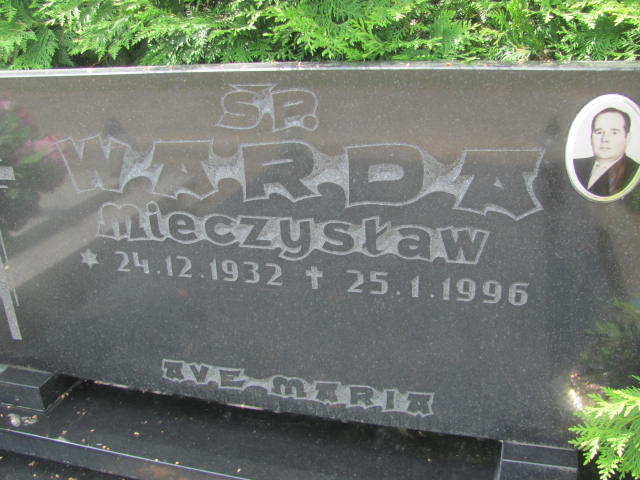 ŚP.
WARDA
Mieczysław
* 24.12.1932 † 25.1.1996
AVE MARIA